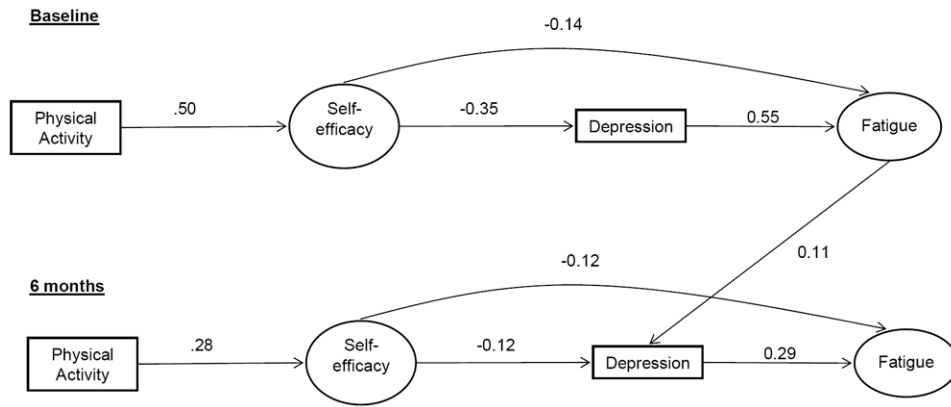 Baseline
-0.14
Physical
Activity
.50
Self-
efficacy
-0.35
Depression
0.55
Fatigue
0.11
6 months
-0.12
Physical
Activity
.28
Self-
efficacy
-0.12
Depression
0.29
Fatigue